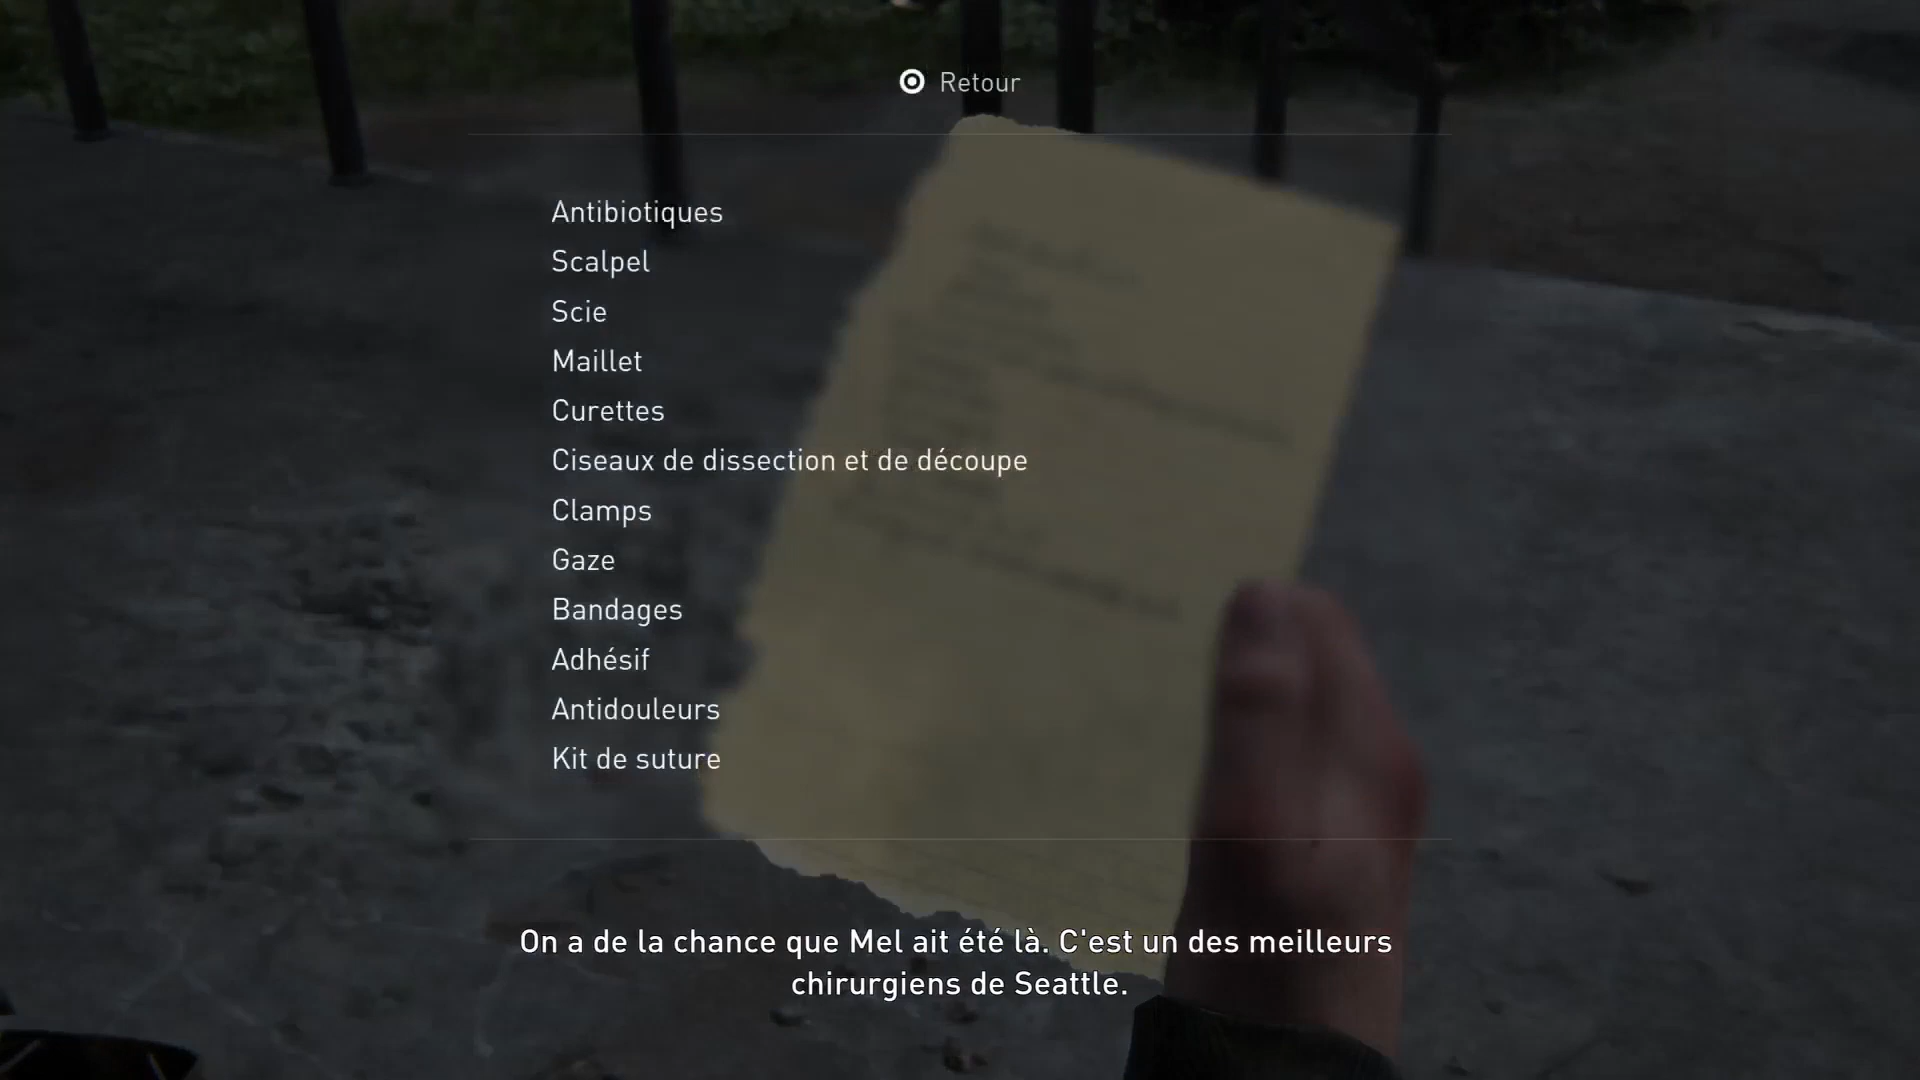 Retour
Antibiotiques
Scalpel
Scie
Maillet
Curettes
Ciseaux de dissection et de découpe
Clamps
Gaze
Bandages
Adhésif
Antidouleurs
Kit de suture
On a de la chance que Mel ait été là. C'est un des meilleurs
chirurgiens de Seattle.